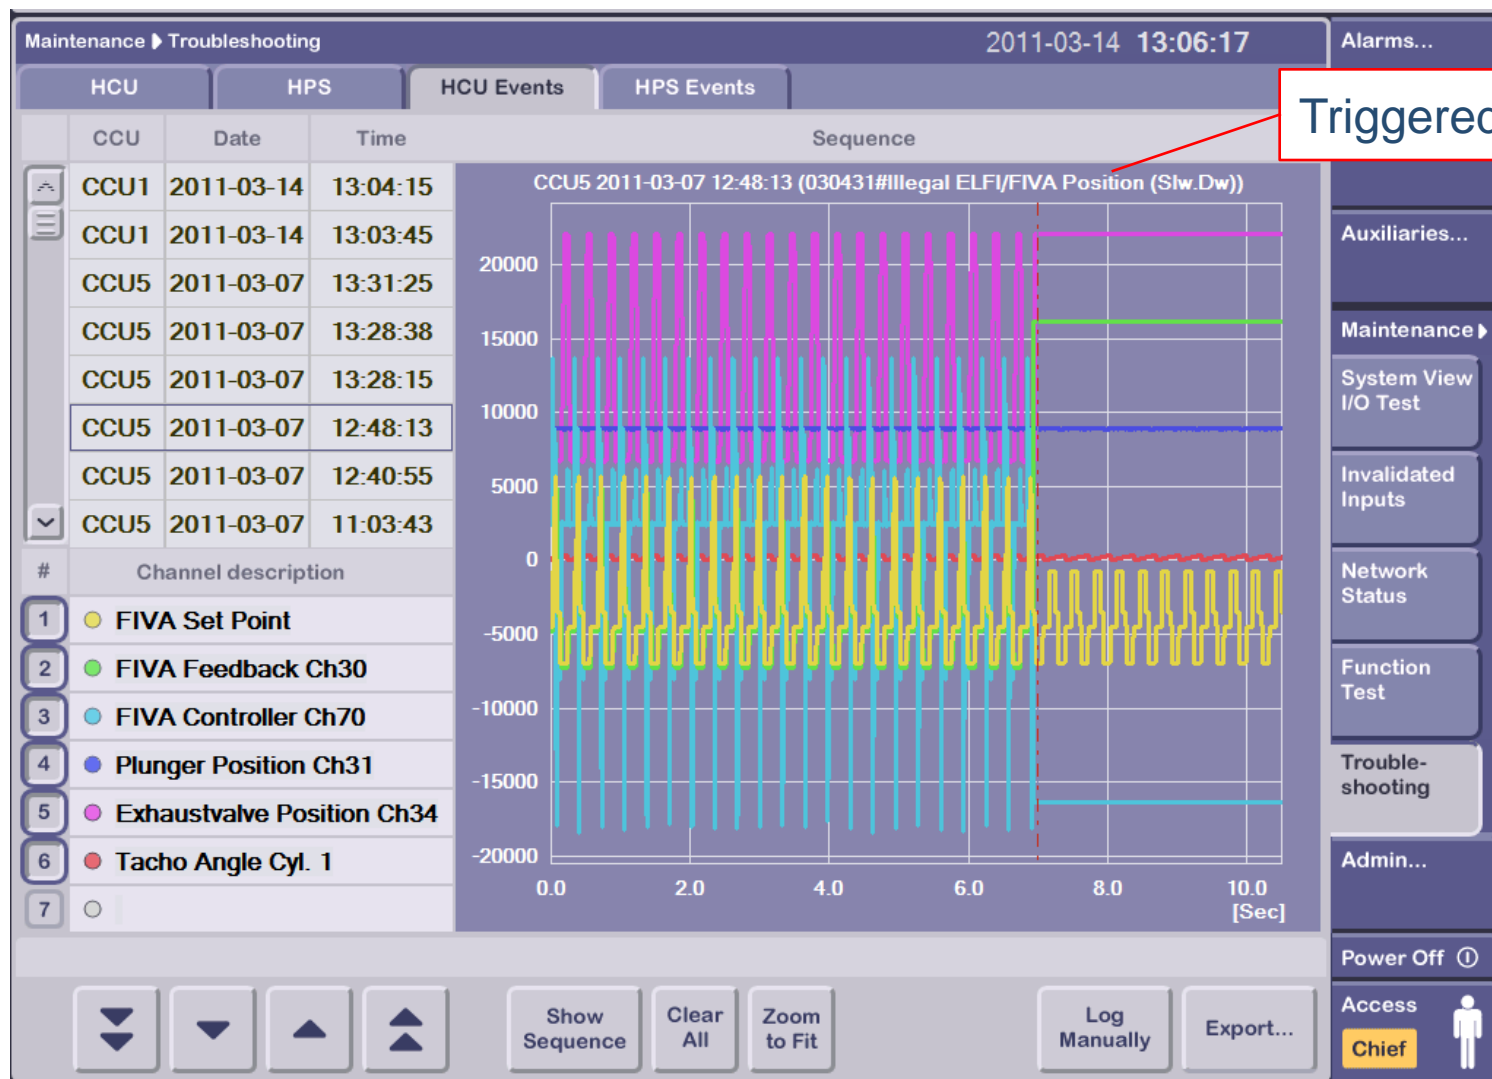 Maintenance Troubleshooting
2011-03-14 13:06:17
Alarms...
HCU
HPS
HCU Events
HPS Events
Triggered
CCU Date Time
Sequence
CCU1 2011-03-14 13:04:15
CCU1 2011-03-14 13:03:45
CCU5 2011-03-07 13:31:25
CCU5 2011-03-07 13:28:38
CCU5 2011-03-07 13:28:15
CCU5 2011-03-07 12:48:13
CCU5 2011-03-07 12:40:55
CCU5 2011-03-07 11:03:43
# Channel description
1 FIVA Set Point
2 FIVA Feedback Ch30
3 FIVA Controller Ch70
4 Plunger Position Ch31
5 Exhaustvalve Position Ch34
6 Tacho Angle Cyl. 1
7
CCU5 2011-03-07 12:48:13 (030431#Illegal ELFI/FIVA Position (Slw.Dw))
20000
15000
10000
5000
0
-5000
-10000
-15000
-20000
0.0 2.0 4.0 6.0 8.0 10.0
[Sec]
Auxiliaries...
Maintenance
System View
I/O Test
Invalidated
Inputs
Network
Status
Function
Test
Trouble-
shooting
Admin...
Power Off
Access
Chief
Show
Sequence
Clear
All
Zoom
to Fit
Log
Manually
Export...